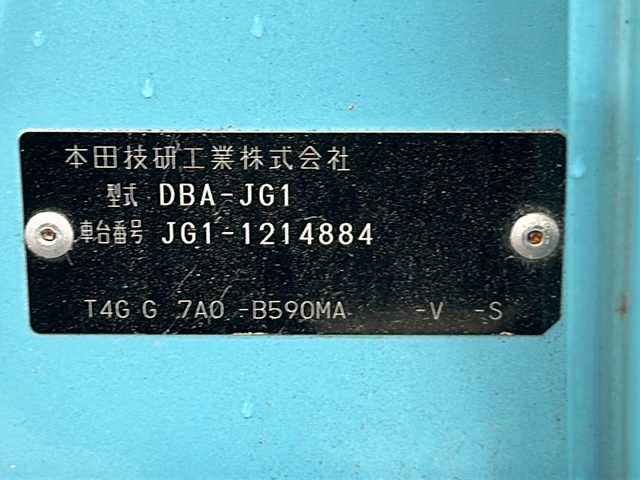 本田技研工業株式会社
型式 DBA-JG1
車台番号 JG1-1214884
T4G G 7A0 -B590MA -V -S